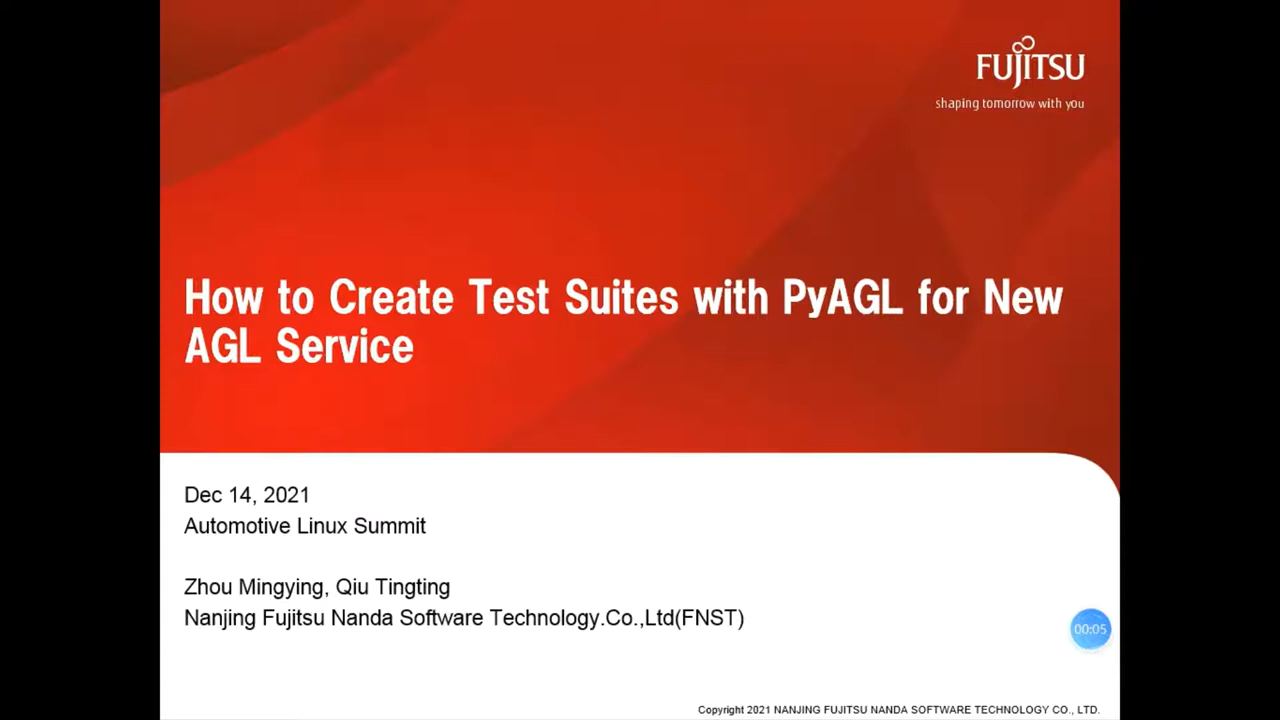 FUJITSU
shaping tomorrow with you
How to Create Test Suites with PyAGL for New
AGL Service
Dec 14, 2021
Automotive Linux Summit
Zhou Mingying, Qiu Tingting
Nanjing Fujitsu Nanda Software Technology.Co.,Ltd(FNST)
00:05
Copyright 2021 NANJING FUJITSU NANDA SOFTWARE TECHNOLOGY CO., LTD.